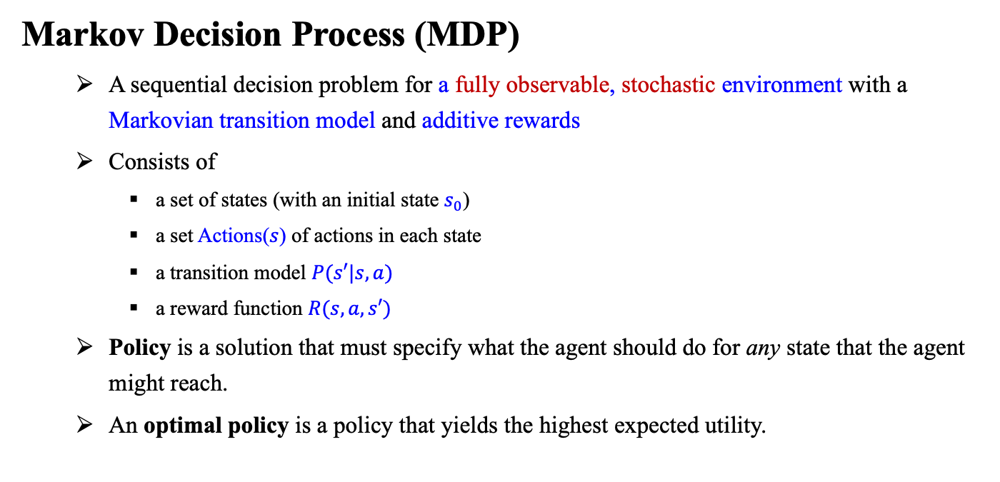 Markov Decision Process (MDP)
➢ A sequential decision problem for a fully observable, stochastic environment with a
Markovian transition model and additive rewards
➢ Consists of
▪ a set of states (with an initial state s₀)
▪ a set Actions(s) of actions in each state
▪ a transition model P(s′|s, a)
▪ a reward function R(s, a, s′)
➢ Policy is a solution that must specify what the agent should do for any state that the agent
might reach.
➢ An optimal policy is a policy that yields the highest expected utility.